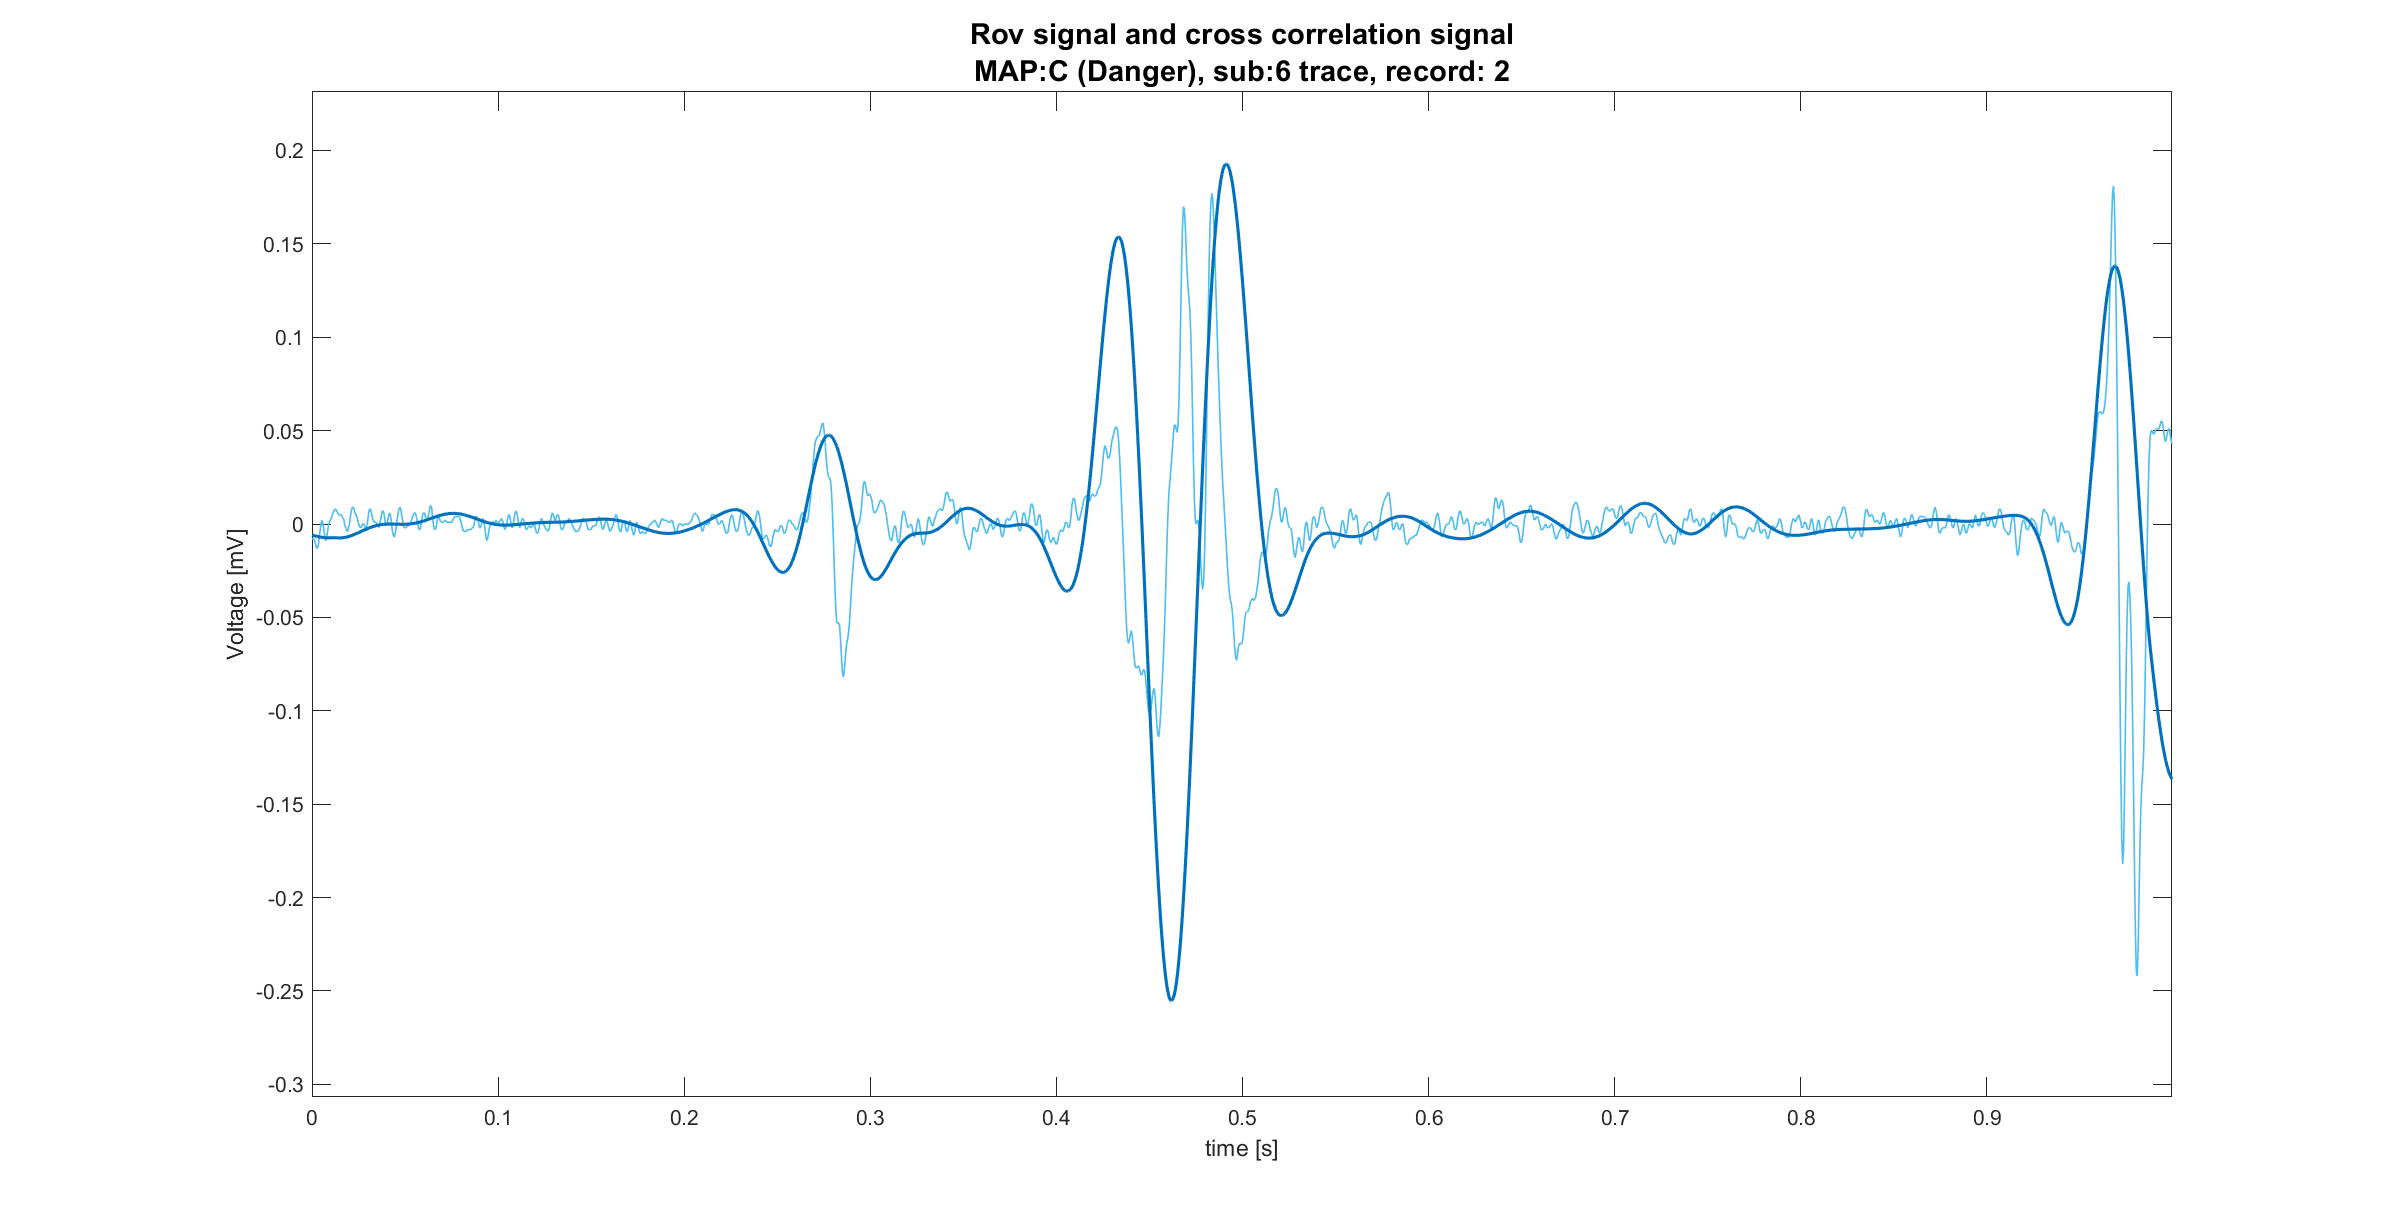 Rov signal and cross correlation signal
MAP:C (Danger), sub:6 trace, record: 2
Voltage [mV]
0.2
0.15
0.1
0.05
0
-0.05
-0.1
-0.15
-0.2
-0.25
-0.3
0 0.1 0.2 0.3 0.4 0.5 0.6 0.7 0.8 0.9
time [s]